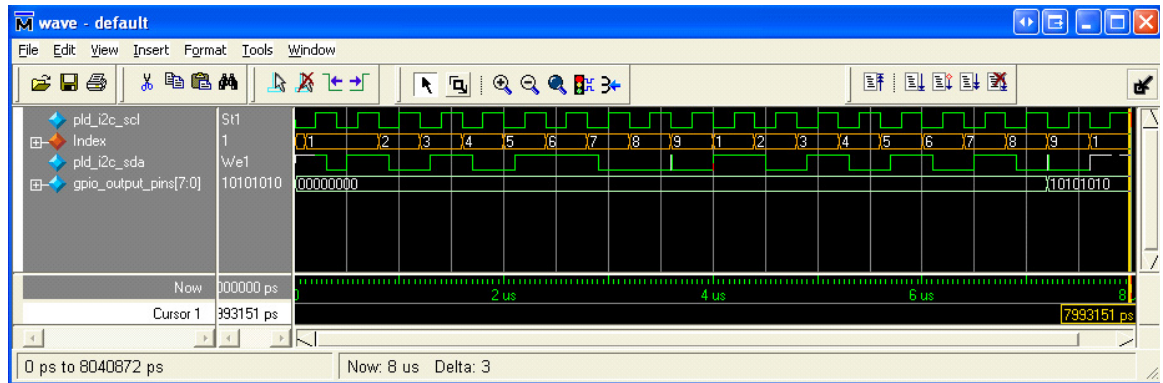 wave - default
File Edit View Insert Format Tools Window
pld_i2c_scl St1
Index 1 1 2 3 4 5 6 7 8 9 1 2 3 4 5 6 7 8 9 1
pld_i2c_sda We1
gpio_output_pins[7:0] 10101010 00000000 10101010
Now 000000 ps 0 2 us 4 us 6 us 8
Cursor 1 993151 ps 7993151 ps
0 ps to 8040872 ps Now: 8 us Delta: 3